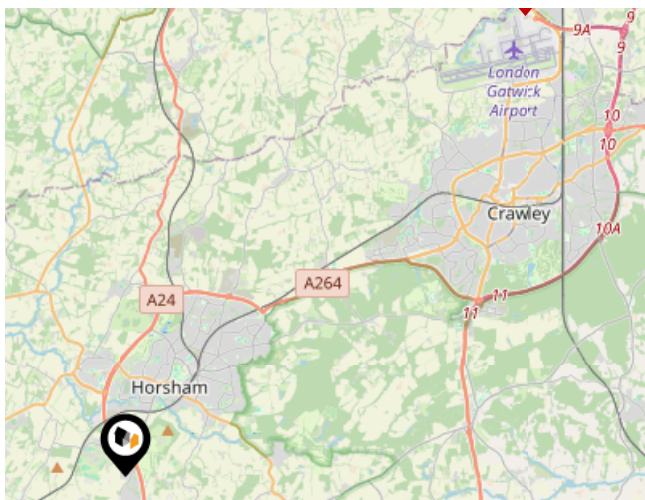 9
9A
9
London
Gatwick
Airport
10
10
Crawley
10A
A264
A24
11
11
Horsham